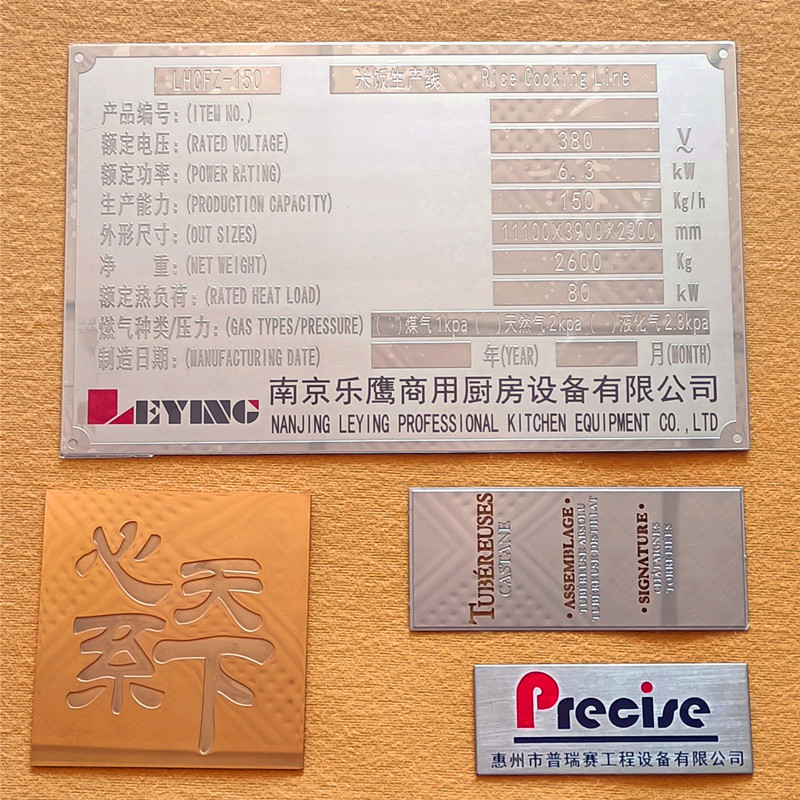 LHCFZ-150 米饭生产线 Rice Cooking Line
产品编号:(ITEM NO.)
额定电压:(RATED VOLTAGE) 380 V~
额定功率:(POWER RATING) 6.3 kW
生产能力:(PRODUCTION CAPACITY) 150 Kg/h
外形尺寸:(OUT SIZES) 11100X3900X2300 mm
净 重:(NET WEIGHT) 2600 Kg
额定热负荷:(RATED HEAT LOAD) 80 kW
燃气种类/压力:(GAS TYPES/PRESSURE) ( )煤气1kpa ( )天然气2kpa ( )液化气2.8kpa
制造日期:(MANUFACTURING DATE) 年(YEAR) 月(MONTH)
LEYING 南京乐鹰商用厨房设备有限公司
NANJING LEYING PROFESSIONAL KITCHEN EQUIPMENT CO.,LTD
心系
天下
TUBÉREUSES
CASTANE
• ASSEMBLAGE •
TUBÉREUSE ABSOLU
TUBÉREUSE DISTILLAT
• SIGNATURE •
CHATAIGNES
TORRÉFIÉES
Precise
惠州市普瑞赛工程设备有限公司